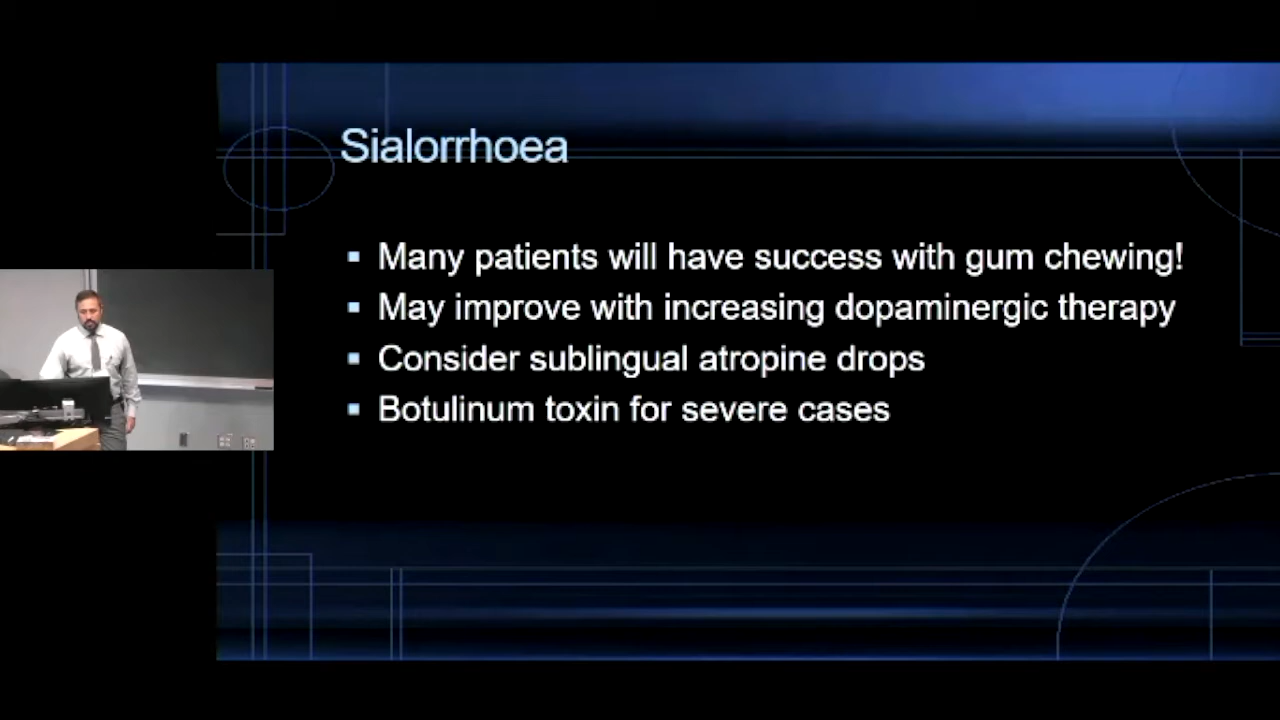 Sialorrhoea
Many patients will have success with gum chewing!
May improve with increasing dopaminergic therapy
Consider sublingual atropine drops
Botulinum toxin for severe cases